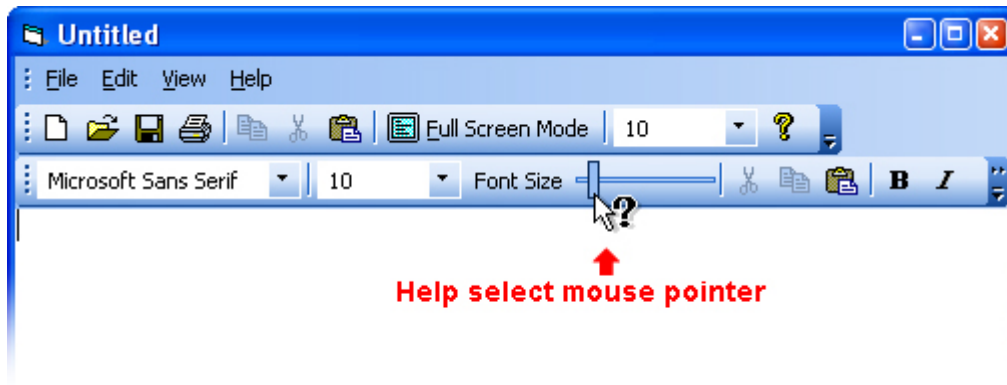 Untitled
File Edit View Help
Full Screen Mode 10 ?
Microsoft Sans Serif 10 Font Size B I
?
Help select mouse pointer